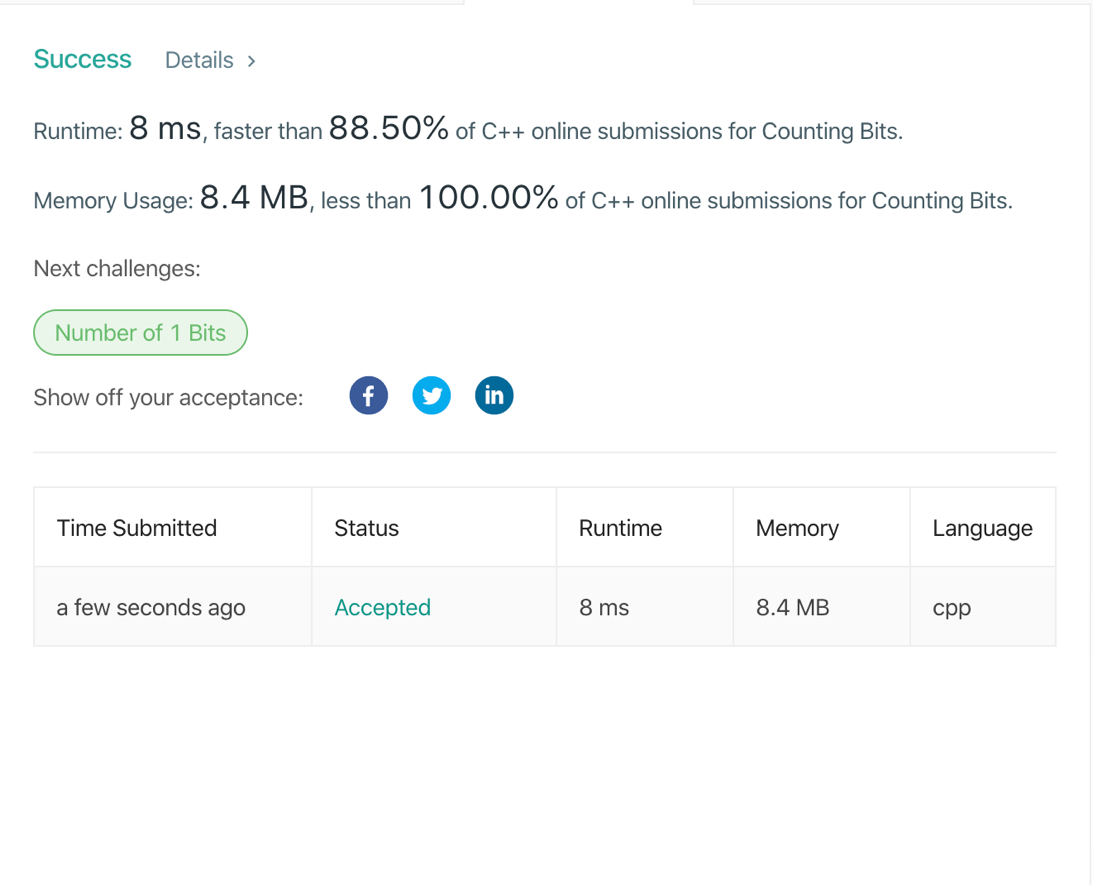 Success Details >
Runtime: 8 ms, faster than 88.50% of C++ online submissions for Counting Bits.
Memory Usage: 8.4 MB, less than 100.00% of C++ online submissions for Counting Bits.
Next challenges:
Number of 1 Bits
Show off your acceptance: f in
Time Submitted Status Runtime Memory Language
a few seconds ago Accepted 8 ms 8.4 MB cpp